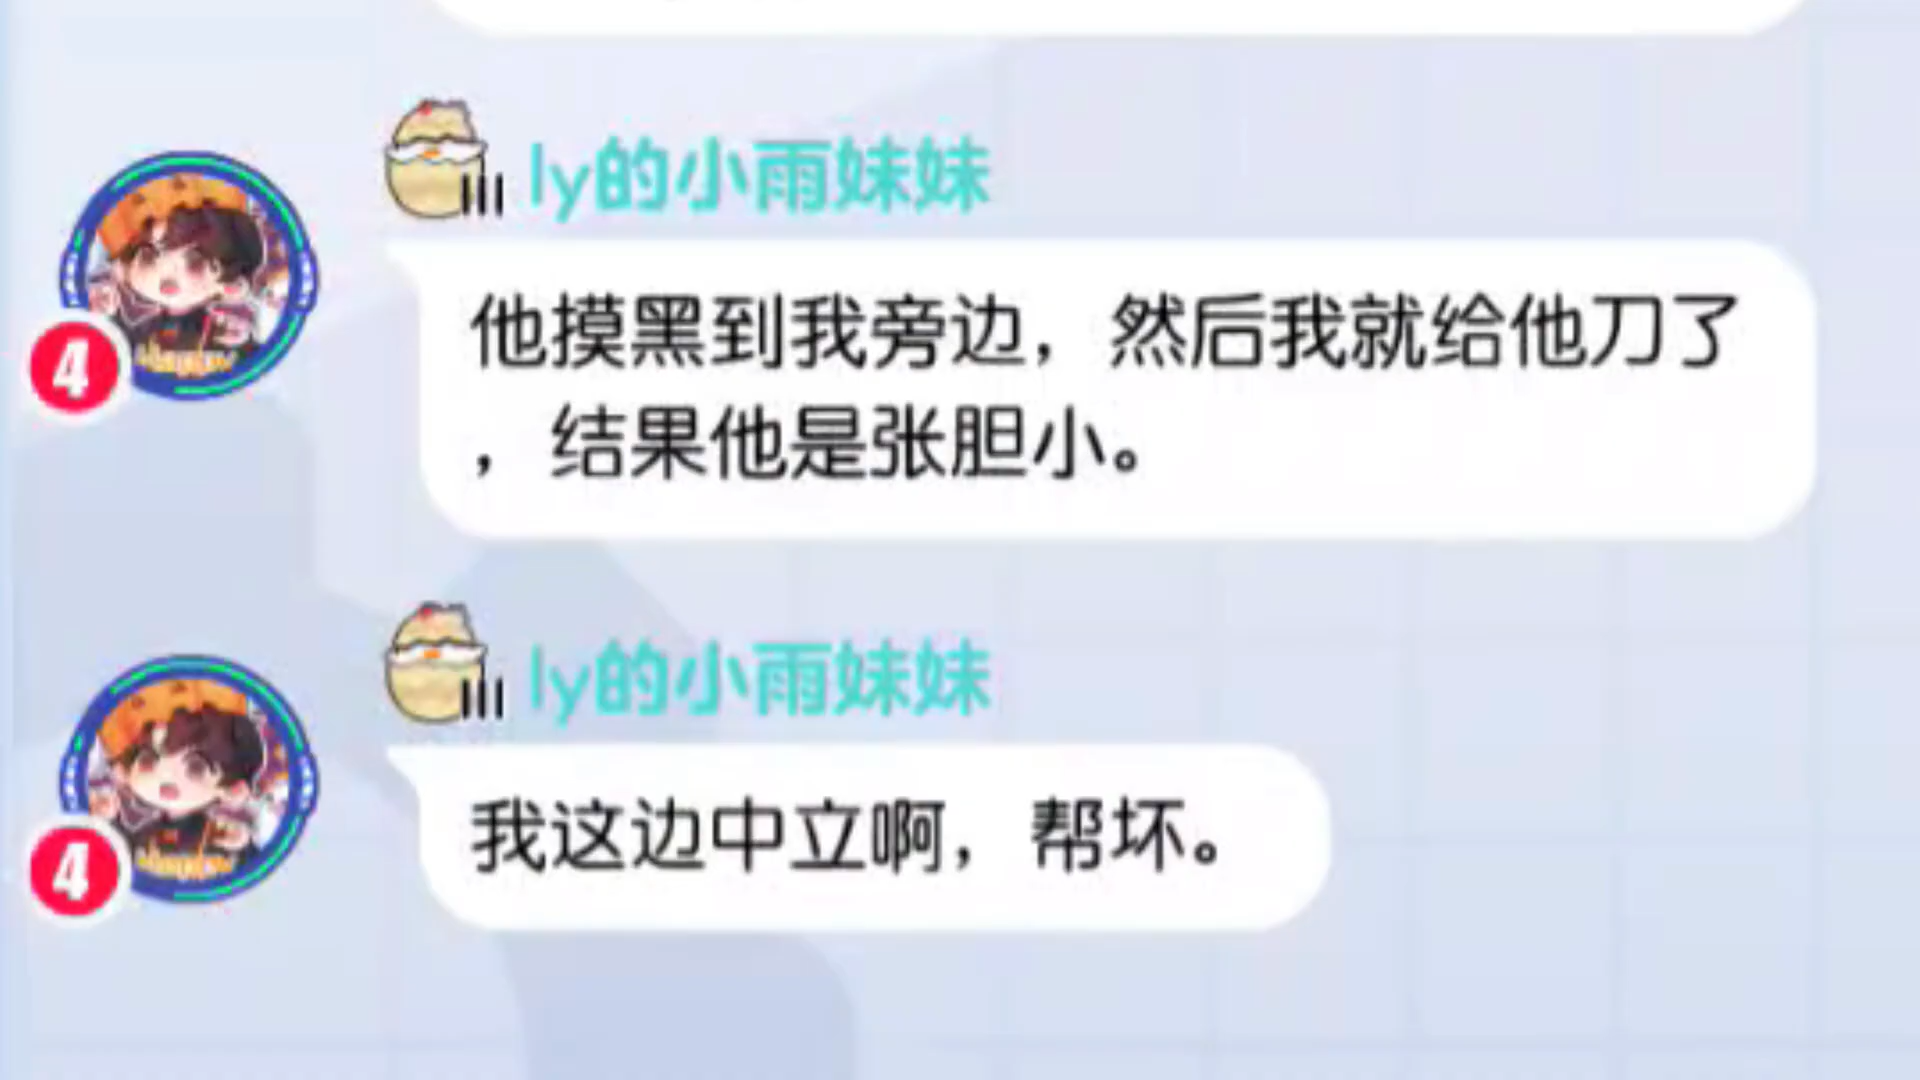 ly的小雨妹妹
他摸黑到我旁边，然后我就给他刀了
，结果他是张胆小。
4
ly的小雨妹妹
我这边中立啊，帮坏。
4